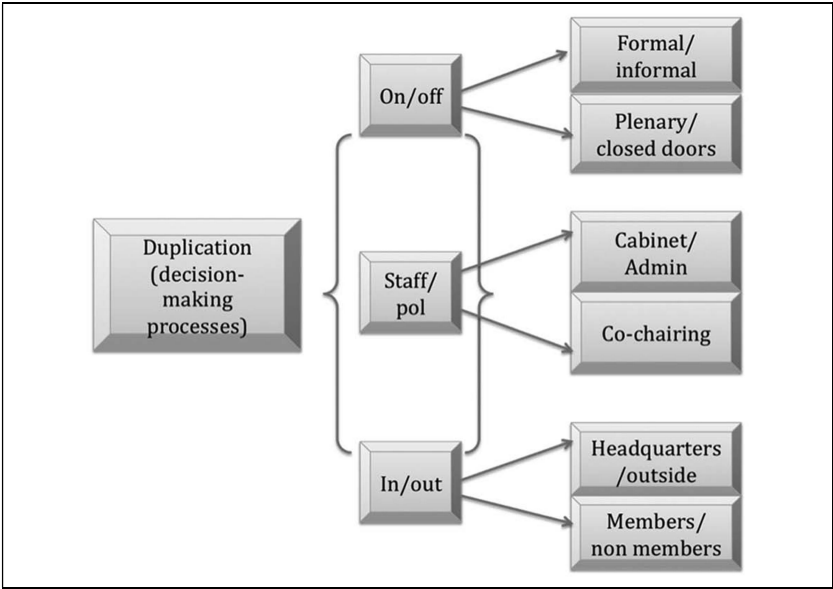 Duplication
(decision-
making
processes)
On/off
Formal/
informal
Plenary/
closed doors
Staff/
pol
Cabinet/
Admin
Co-chairing
In/out
Headquarters
/outside
Members/
non members